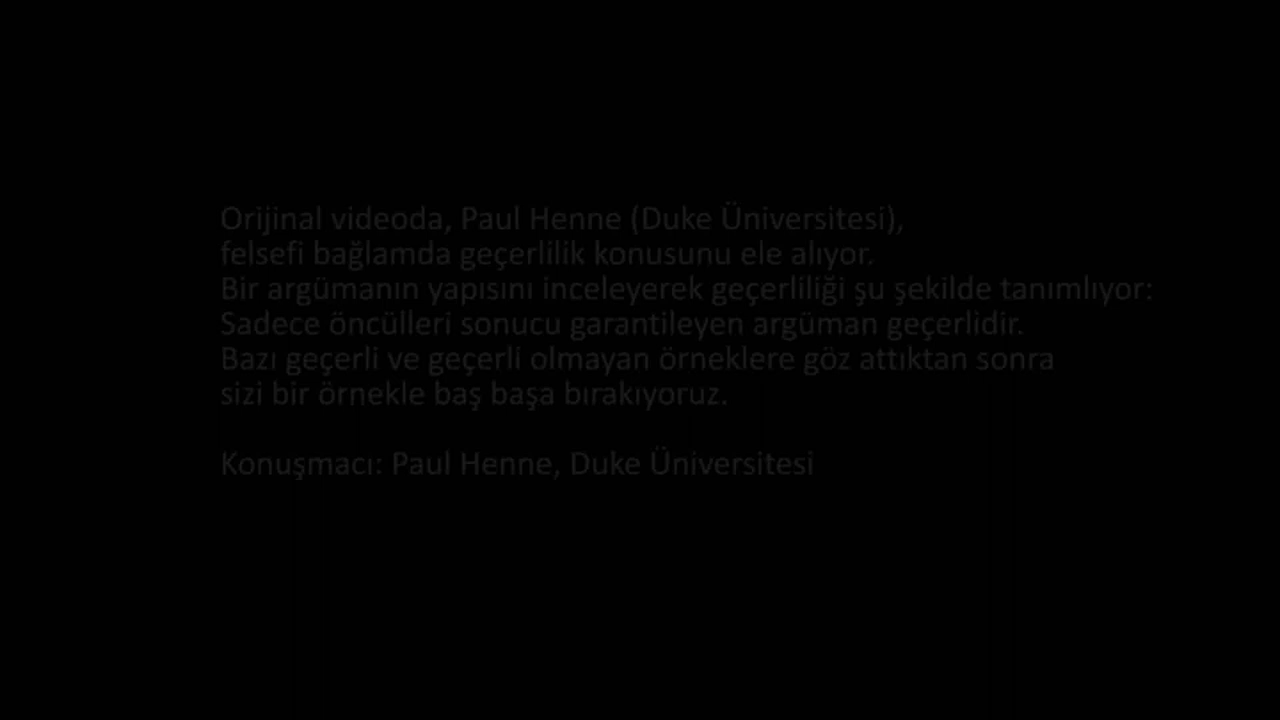 Orijinal videoda, Paul Henne (Duke Üniversitesi),
felsefi bağlamda geçerlilik konusunu ele alıyor.
Bir argümanın yapısını inceleyerek geçerliliği şu şekilde tanımlıyor:
Sadece öncülleri sonucu garantileyen argüman geçerlidir.
Bazı geçerli ve geçerli olmayan örneklere göz attıktan sonra
sizi bir örnekle baş başa bırakıyoruz.
Konuşmacı: Paul Henne, Duke Üniversitesi